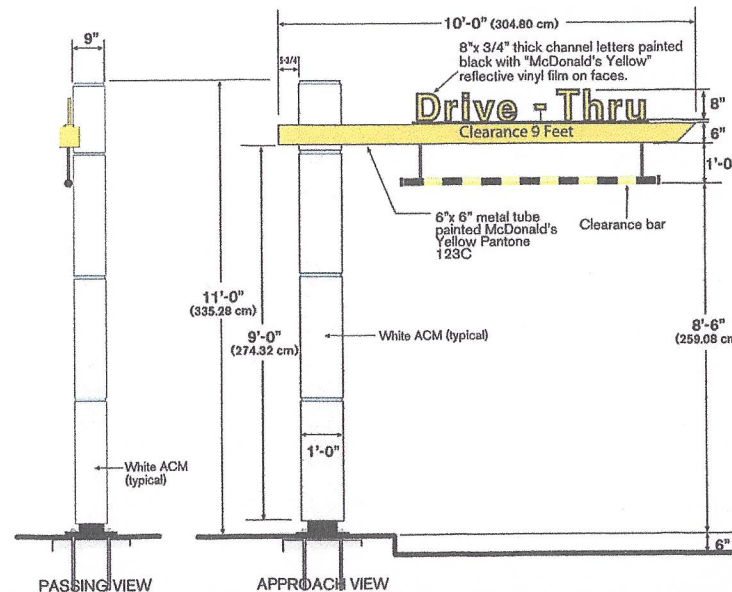 10'-0" (304.80 cm)
9"
8"x 3/4" thick channel letters painted
black with "McDonald's Yellow"
reflective vinyl film on faces.
5-3/4"
Drive - Thru
8"
Clearance 9 Feet
6"
1'-0
6"x 6" metal tube
painted McDonald's
Yellow Pantone
123C
Clearance bar
11'-0"
(335.28 cm)
9'-0"
(274.32 cm)
White ACM (typical)
8'-6"
(259.08 cm
1'-0"
White ACM
(typical)
6"
PASSING VIEW
APPROACH VIEW